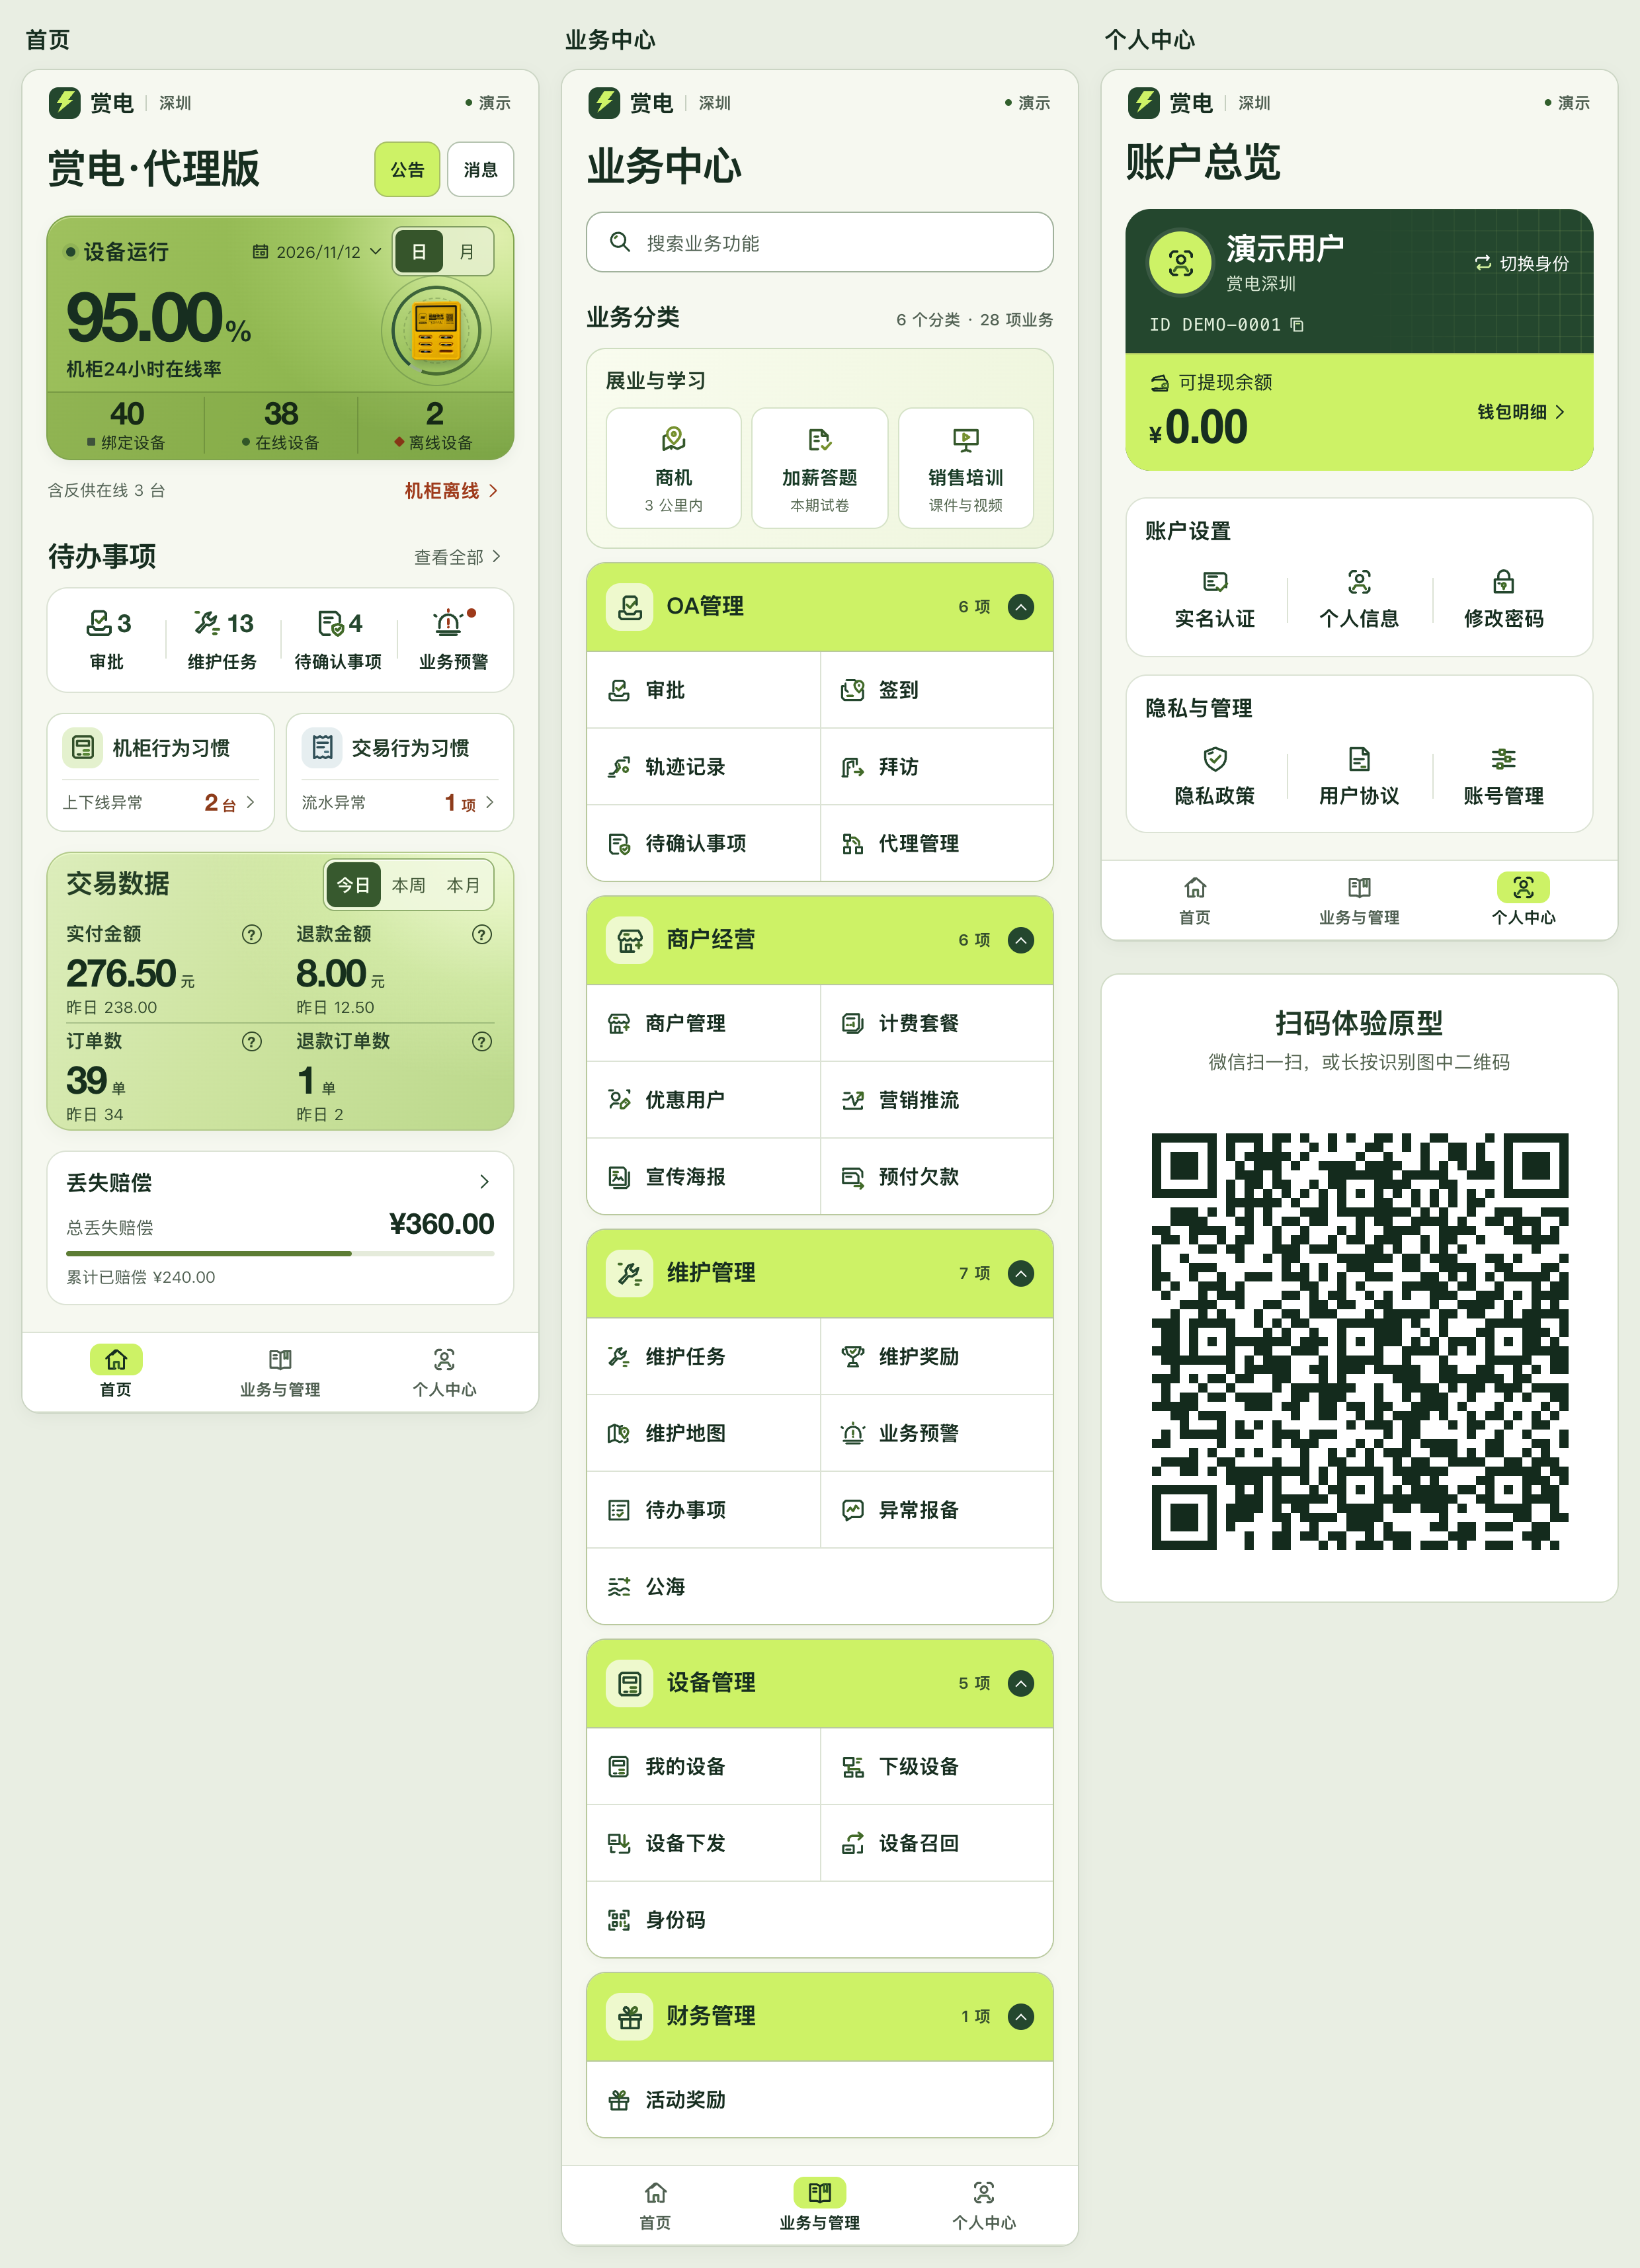 首页
赏电 深圳
演示
赏电·代理版
公告
消息
设备运行
2026/11/12
日
月
95.00%
机柜24小时在线率
40
绑定设备
38
在线设备
2
离线设备
含反供在线 3 台
机柜离线
待办事项
查看全部
3
审批
13
维护任务
4
待确认事项
业务预警
机柜行为习惯
上下线异常
2 台
交易行为习惯
流水异常
1 项
交易数据
今日
本周
本月
实付金额
?
276.50 元
昨日 238.00
退款金额
?
8.00 元
昨日 12.50
订单数
?
39 单
昨日 34
退款订单数
?
1 单
昨日 2
丢失赔偿
总丢失赔偿
¥360.00
累计已赔偿 ¥240.00
首页
业务与管理
个人中心
业务中心
赏电 深圳
演示
业务中心
搜索业务功能
业务分类
6 个分类 · 28 项业务
展业与学习
商机
3 公里内
加薪答题
本期试卷
销售培训
课件与视频
OA管理
6 项
审批
签到
轨迹记录
拜访
待确认事项
代理管理
商户经营
6 项
商户管理
计费套餐
优惠用户
营销推流
宣传海报
预付欠款
维护管理
7 项
维护任务
维护奖励
维护地图
业务预警
待办事项
异常报备
公海
设备管理
5 项
我的设备
下级设备
设备下发
设备召回
身份码
财务管理
1 项
活动奖励
首页
业务与管理
个人中心
个人中心
赏电 深圳
演示
账户总览
演示用户
赏电深圳
切换身份
ID DEMO-0001
可提现余额
¥0.00
钱包明细
账户设置
实名认证
个人信息
修改密码
隐私与管理
隐私政策
用户协议
账号管理
首页
业务与管理
个人中心
扫码体验原型
微信扫一扫，或长按识别图中二维码